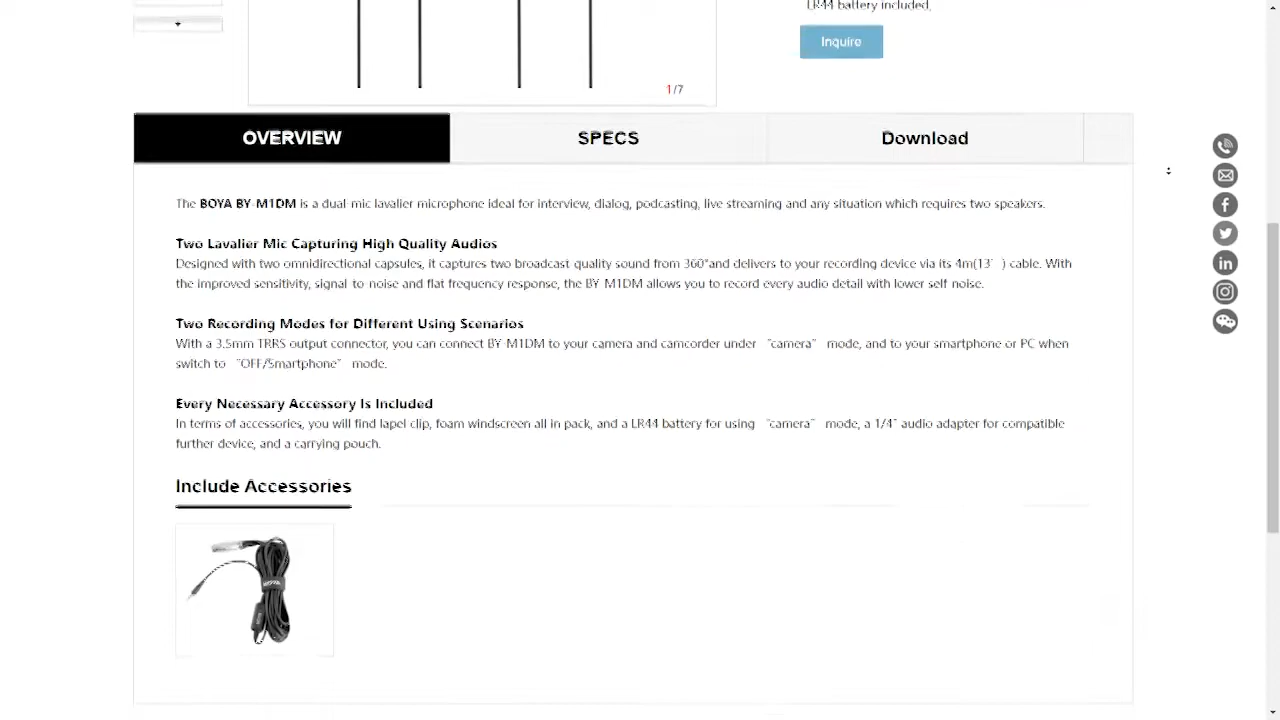 LR44 battery included,
Inquire
1/7
OVERVIEW
SPECS
Download
The BOYA BY-M1DM is a dual-mic lavalier microphone ideal for interview, dialog, podcasting, live streaming and any situation which requires two speakers.
Two Lavalier Mic Capturing High Quality Audios
Designed with two omnidirectional capsules, it captures two broadcast-quality sound from 360°and delivers to your recording device via its 4m(13′ ) cable. With
the improved sensitivity, signal-to-noise and flat frequency response, the BY-M1DM allows you to record every audio detail with lower self-noise.
Two Recording Modes for Different Using Scenarios
With a 3.5mm TRRS output connector, you can connect BY-M1DM to your camera and camcorder under “camera” mode, and to your smartphone or PC when
switch to “OFF/Smartphone” mode.
Every Necessary Accessory Is Included
In terms of accessories, you will find lapel clip, foam windscreen all in pack, and a LR44 battery for using “camera” mode, a 1/4" audio adapter for compatible
further device, and a carrying pouch.
Include Accessories